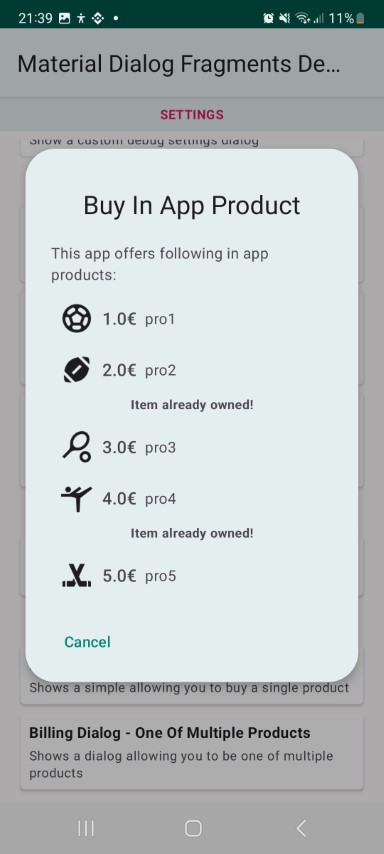 21:39
11%
Material Dialog Fragments De...
SETTINGS
Show a custom debug settings dialog
Buy In App Product
This app offers following in app
products:
1.0€ pro1
2.0€ pro2
Item already owned!
3.0€ pro3
4.0€ pro4
Item already owned!
5.0€ pro5
Cancel
Shows a simple allowing you to buy a single product
Billing Dialog - One Of Multiple Products
Shows a dialog allowing you to be one of multiple
products